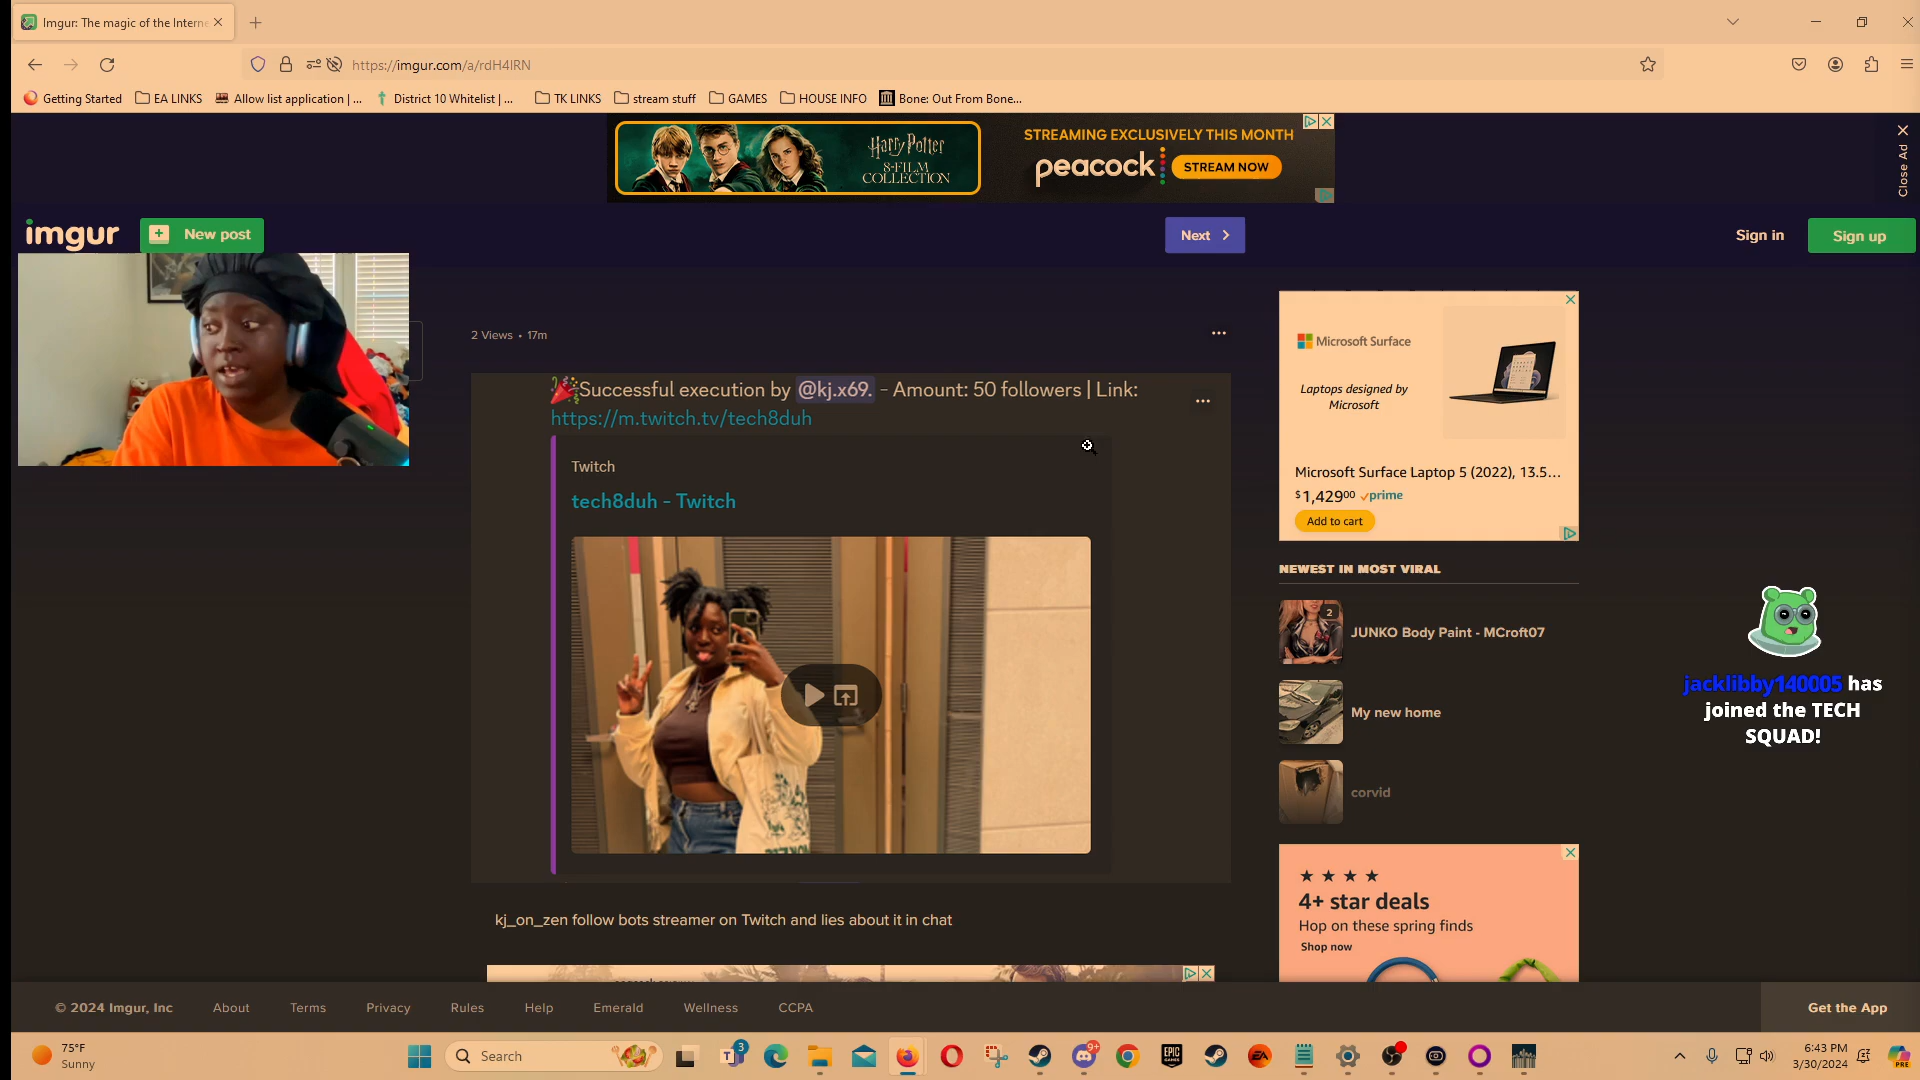 Imgur: The magic of the Interne
https://imgur.com/a/rdH4lRN
Getting Started
EA LINKS
Allow list application | ...
District 10 Whitelist | ...
TK LINKS
stream stuff
GAMES
HOUSE INFO
Bone: Out From Bone...
Harry Potter
8-FILM
COLLECTION
STREAMING EXCLUSIVELY THIS MONTH
peacock
STREAM NOW
Close Ad
imgur
New post
Next
Sign in
Sign up
2 Views • 17m
Successful execution by @kj.x69. - Amount: 50 followers | Link:
https://m.twitch.tv/tech8duh
Twitch
tech8duh - Twitch
kj_on_zen follow bots streamer on Twitch and lies about it in chat
Microsoft Surface
Laptops designed by
Microsoft
Microsoft Surface Laptop 5 (2022), 13.5...
$1,42900 prime
Add to cart
NEWEST IN MOST VIRAL
2
JUNKO Body Paint - MCroft07
My new home
corvid
4+ star deals
Hop on these spring finds
Shop now
jacklibby140005 has
joined the TECH
SQUAD!
© 2024 Imgur, Inc
About
Terms
Privacy
Rules
Help
Emerald
Wellness
CCPA
Get the App
75°F
Sunny
Search
3
9+
EPIC
GAMES
EA
6:43 PM
3/30/2024
PRE